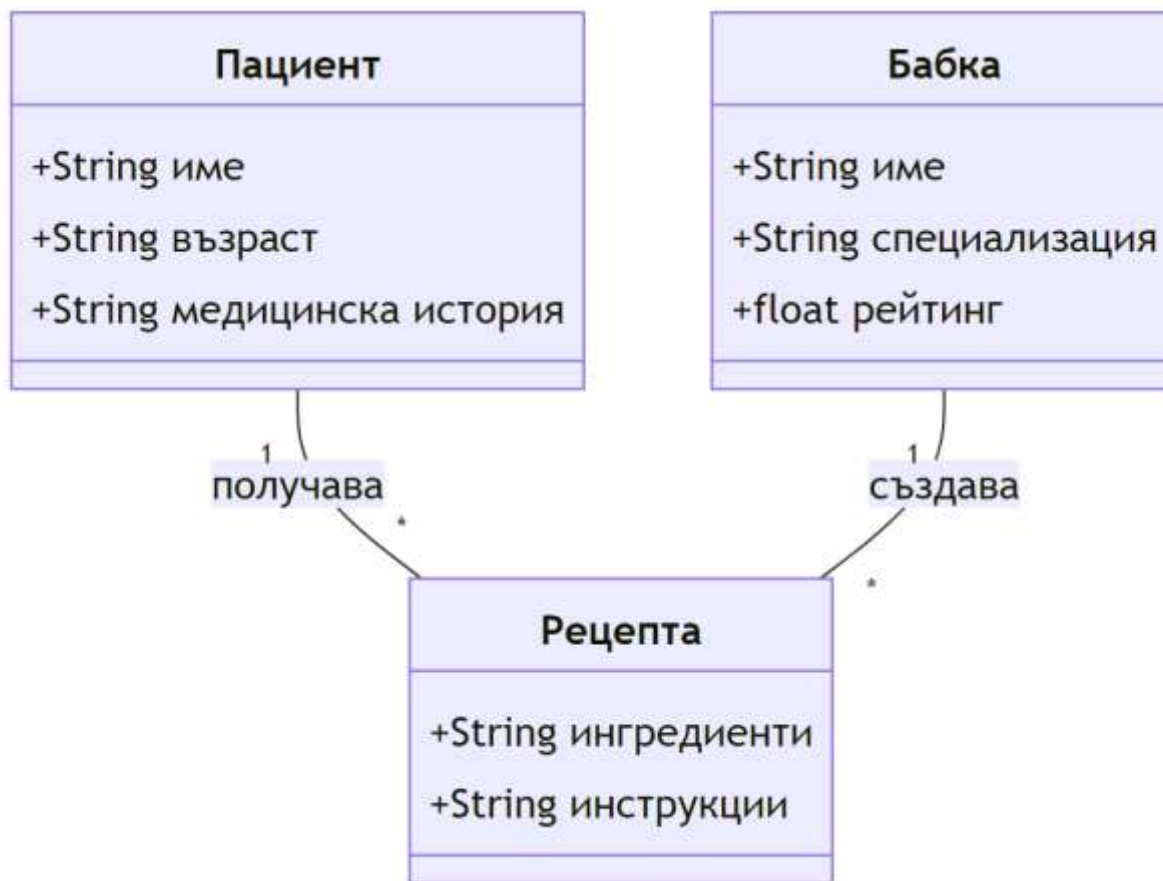 Пациент
+String име
+String възраст
+String медицинска история
Бабка
+String име
+String специализация
+float рейтинг
1
получава
*
1
създава
*
Рецепта
+String ингредиенти
+String инструкции